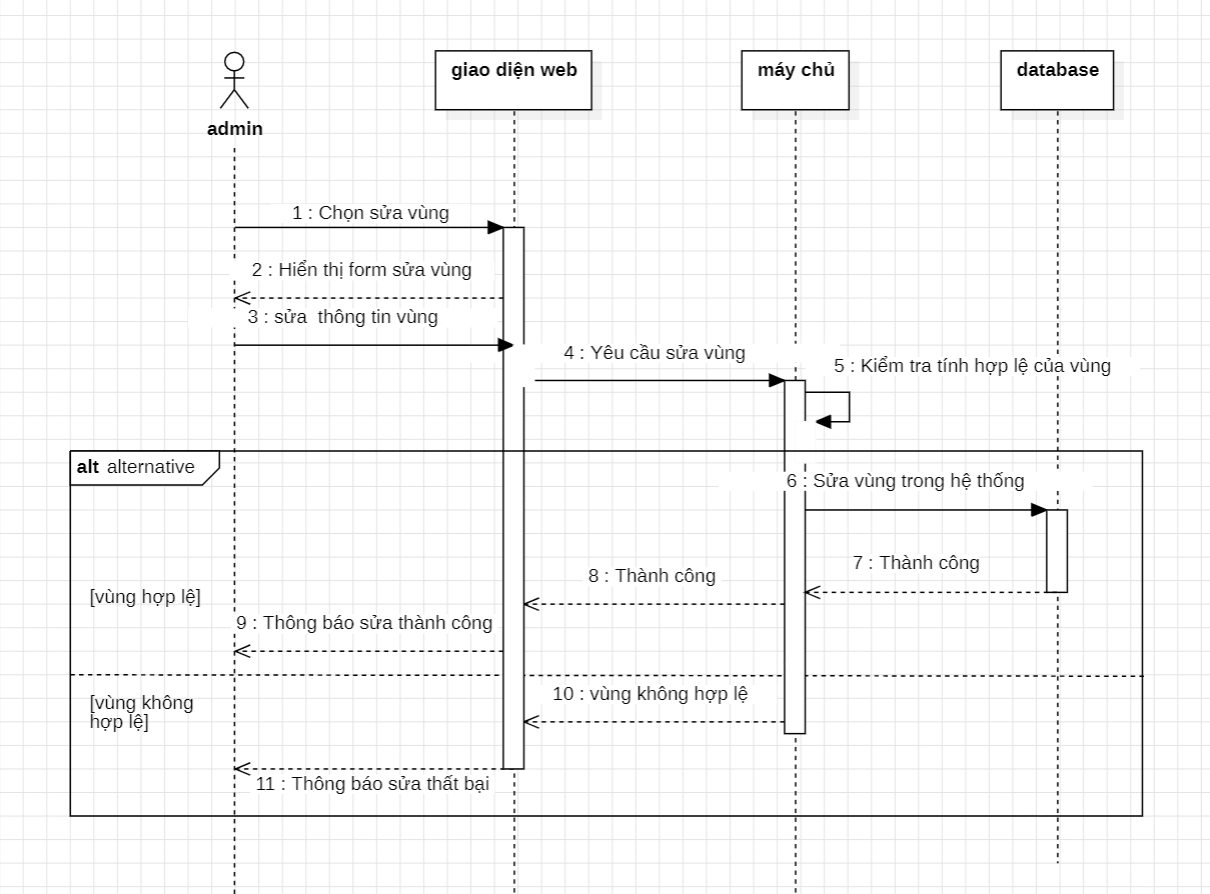 giao diện web
máy chủ
database
admin
1 : Chọn sửa vùng
2 : Hiển thị form sửa vùng
3 : sửa  thông tin vùng
4 : Yêu cầu sửa vùng
5 : Kiểm tra tính hợp lệ của vùng
alt alternative
6 : Sửa vùng trong hệ thống
7 : Thành công
8 : Thành công
[vùng hợp lệ]
9 : Thông báo sửa thành công
10 : vùng không hợp lệ
[vùng không
hợp lệ]
11 : Thông báo sửa thất bại